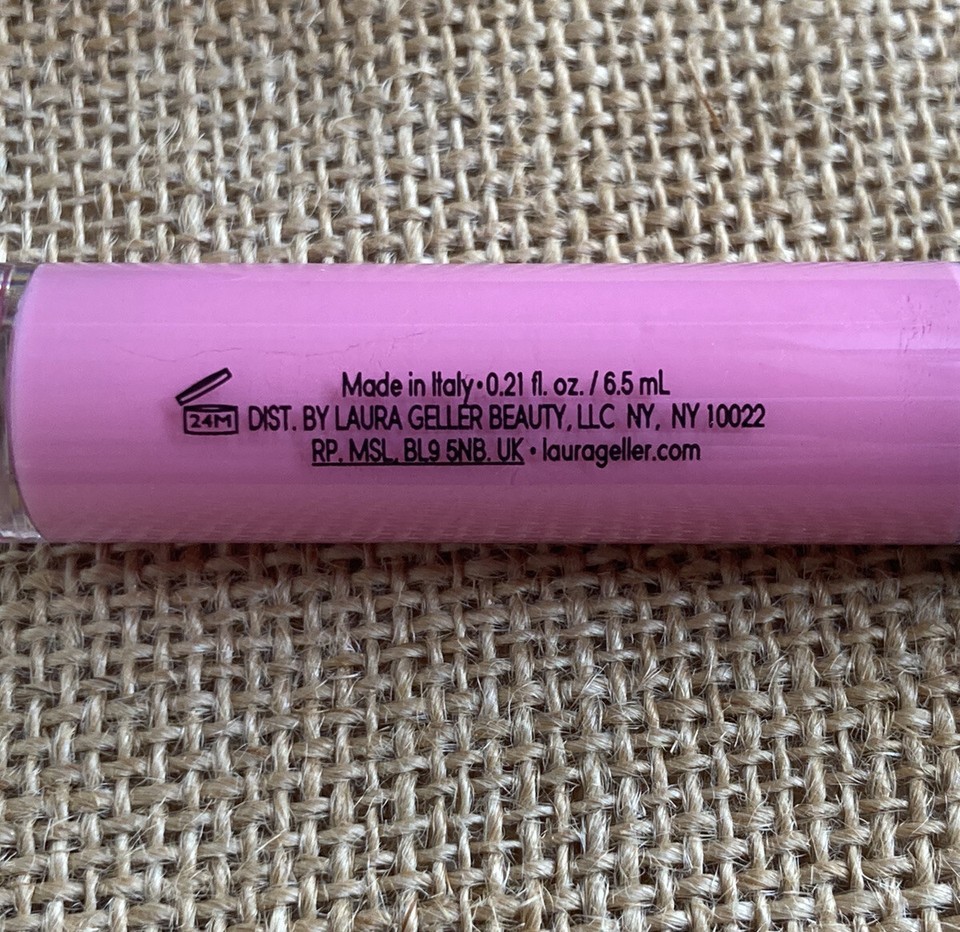 Made in Italy • 0.21 fl. oz. / 6.5 mL
24M DIST. BY LAURA GELLER BEAUTY, LLC NY, NY 10022
RP. MSL. BL9 5NB. UK • laurageller.com